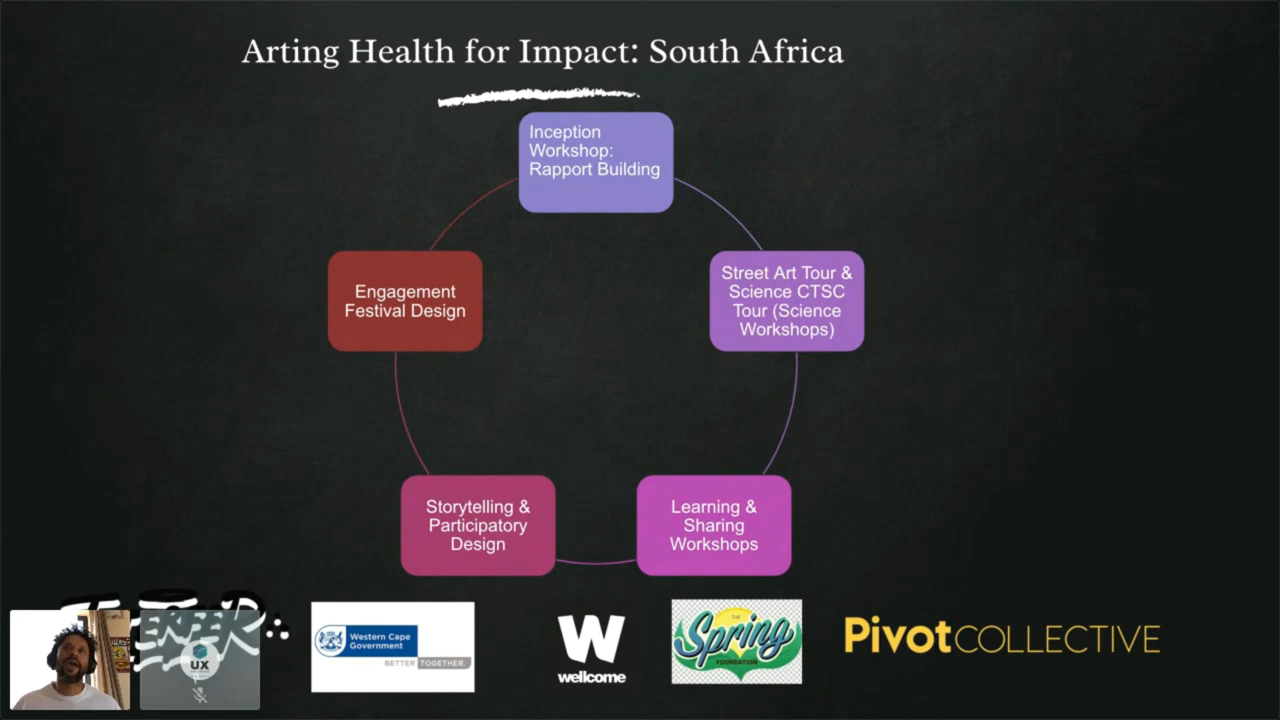 Arting Health for Impact: South Africa
Inception
Workshop:
Rapport Building
Street Art Tour &
Science CTSC
Tour (Science
Workshops)
Learning &
Sharing
Workshops
Storytelling &
Participatory
Design
Engagement
Festival Design
Western Cape
Government
BETTER TOGETHER.
W
wellcome
THE
Spring
FOUNDATION
PivotCOLLECTIVE
UX